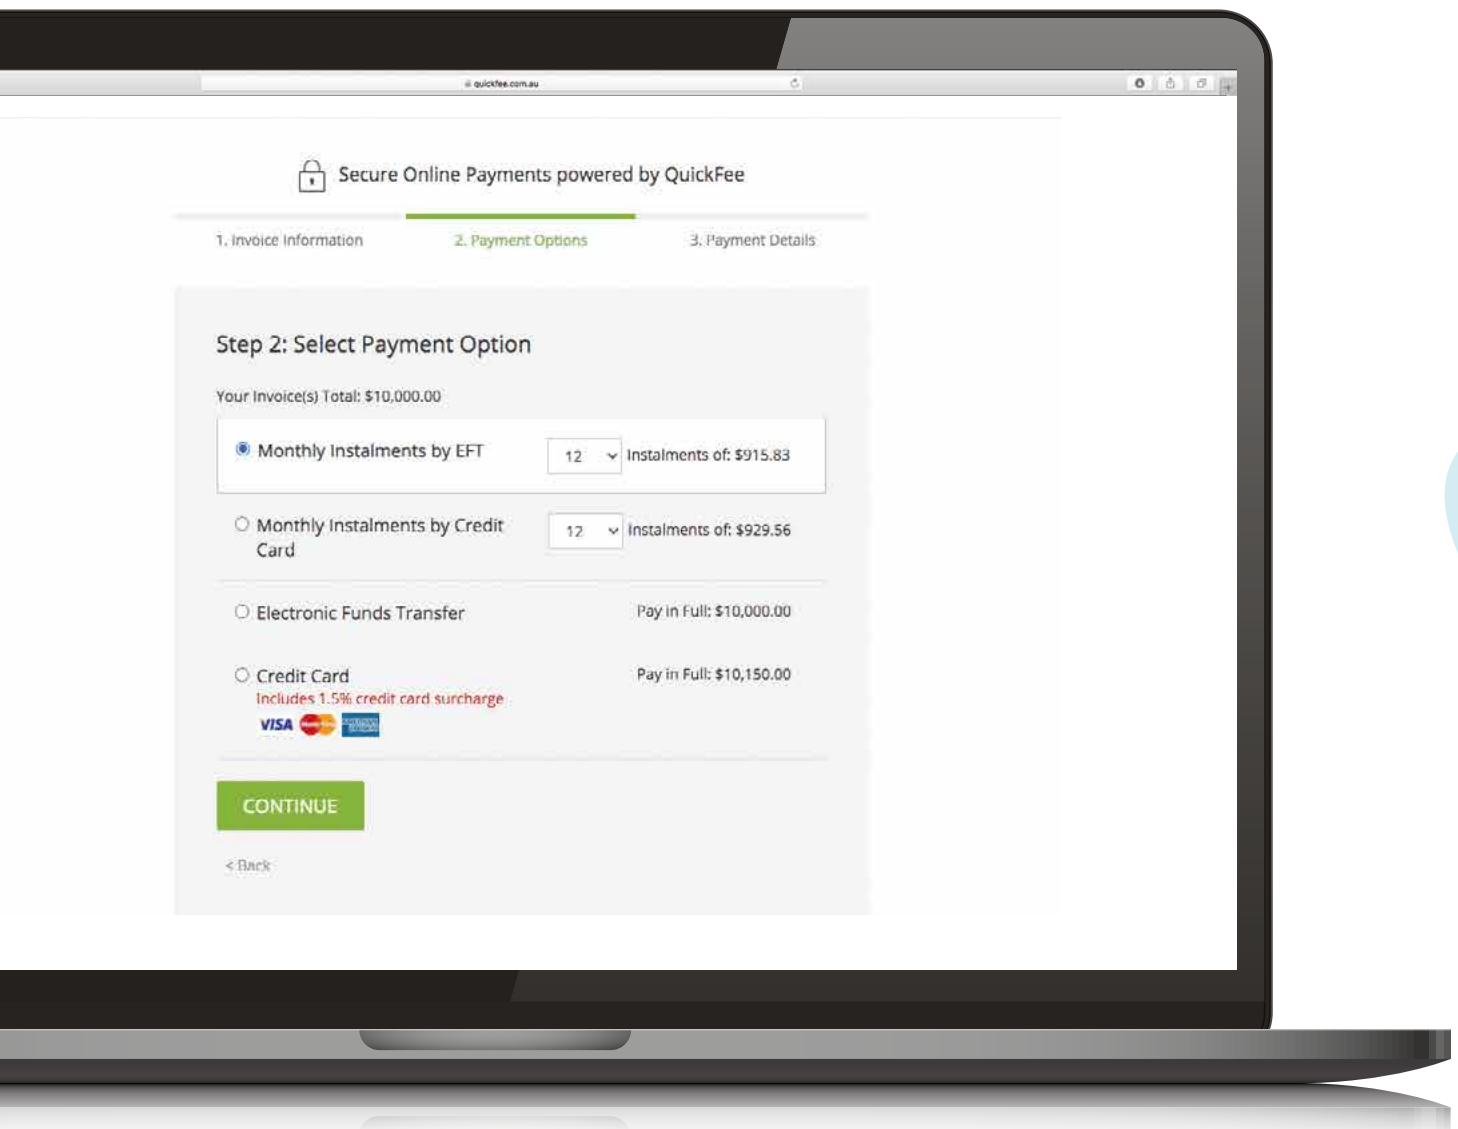 quickfee.com.au
Secure Online Payments powered by QuickFee
1. Invoice Information
2. Payment Options
3. Payment Details
Step 2: Select Payment Option
Your Invoice(s) Total: $10,000.00
Monthly Instalments by EFT
12
Instalments of: $915.83
Monthly Instalments by Credit
Card
12
Instalments of: $929.56
Electronic Funds Transfer
Pay in Full: $10,000.00
Credit Card
Pay in Full: $10,150.00
Includes 1.5% credit card surcharge
VISA
CONTINUE
< Back